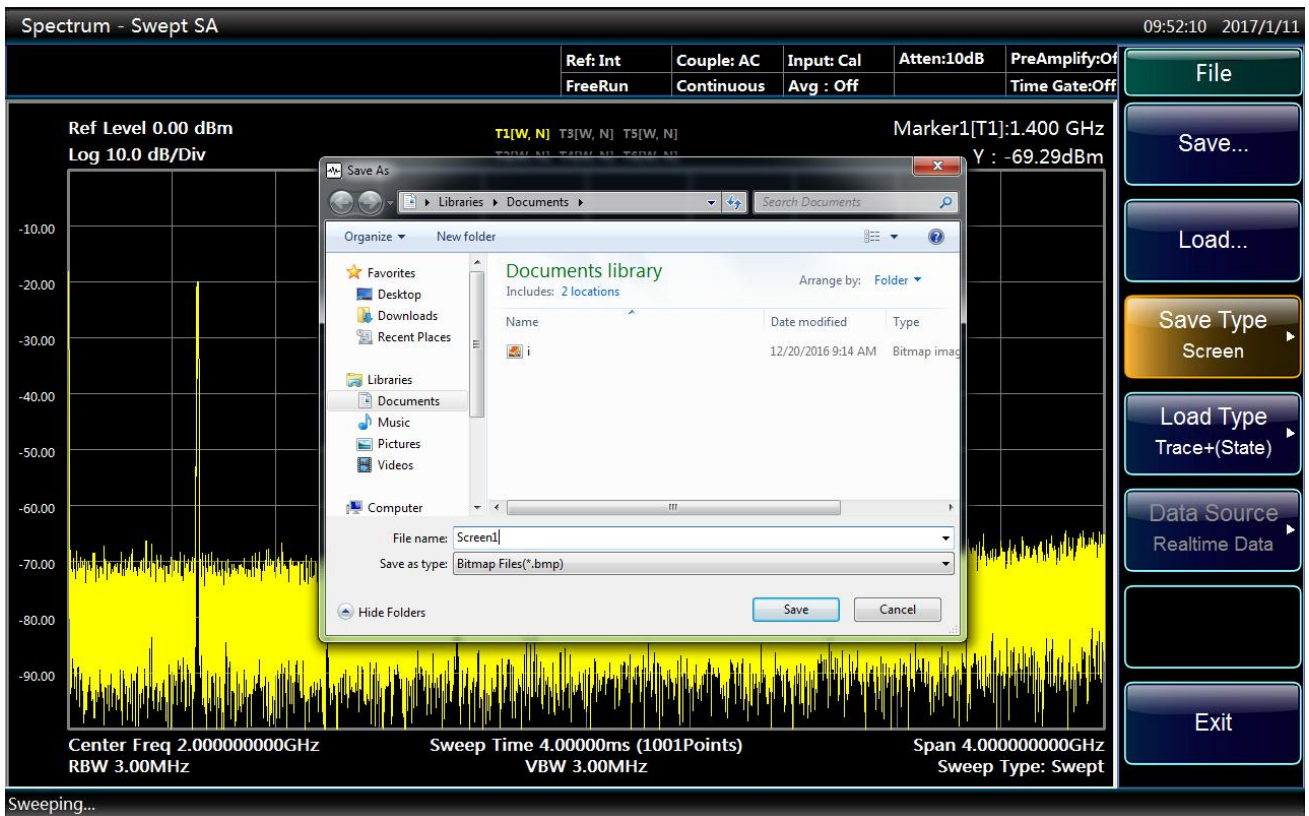 Spectrum - Swept SA
09:52:10 2017/1/11
Ref: Int
Couple: AC
Input: Cal
Atten:10dB
PreAmplify:Of
FreeRun
Continuous
Avg : Off
Time Gate:Off
File
Ref Level 0.00 dBm
Log 10.0 dB/Div
T1[W, N] T3[W, N] T5[W, N]
Marker1[T1]:1.400 GHz
Y : -69.29dBm
Save...
Load...
Save Type
Screen
Load Type
Trace+(State)
Data Source
Realtime Data
Exit
Save As
Libraries
Documents
Search Documents
Organize
New folder
Favorites
Desktop
Downloads
Recent Places
Libraries
Documents
Music
Pictures
Videos
Computer
Documents library
Includes: 2 locations
Arrange by: Folder
Name
Date modified
Type
i
12/20/2016 9:14 AM
Bitmap imag
File name: Screen1
Save as type: Bitmap Files(*.bmp)
Hide Folders
Save
Cancel
-10.00
-20.00
-30.00
-40.00
-50.00
-60.00
-70.00
-80.00
-90.00
Center Freq 2.000000000GHz
Sweep Time 4.00000ms (1001Points)
Span 4.000000000GHz
RBW 3.00MHz
VBW 3.00MHz
Sweep Type: Swept
Sweeping...